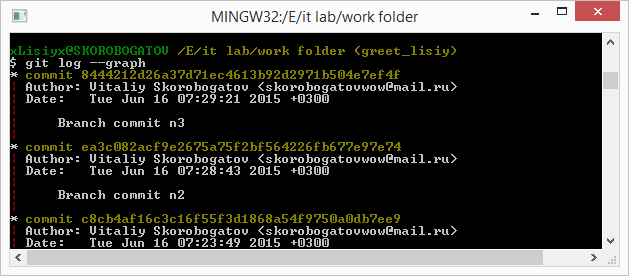 MINGW32:/E/it lab/work folder
xLisiyx@SKOROBOGATOV /E/it lab/work folder (greet_lisiy)
$ git log --graph
* commit 8444212d26a37d71ec4613b92d2971b504e7ef4f
| Author: Vitaliy Skorobogatov <skorobogatovwow@mail.ru>
| Date:   Tue Jun 16 07:29:21 2015 +0300
|
|     Branch commit n3
|
* commit ea3c082acf9e2675a75f2bf564226fb677e97e74
| Author: Vitaliy Skorobogatov <skorobogatovwow@mail.ru>
| Date:   Tue Jun 16 07:28:43 2015 +0300
|
|     Branch commit n2
|
* commit c8cb4af16c3c16f55f3d1868a54f9750a0db7ee9
| Author: Vitaliy Skorobogatov <skorobogatovwow@mail.ru>
| Date:   Tue Jun 16 07:23:49 2015 +0300